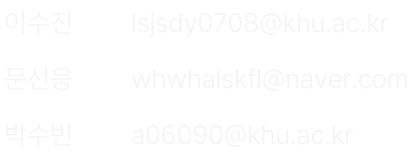 이수진 lsjsdy0708@khu.ac.kr
문선웅 whwhalskfl@naver.com
박수빈 a06090@khu.ac.kr